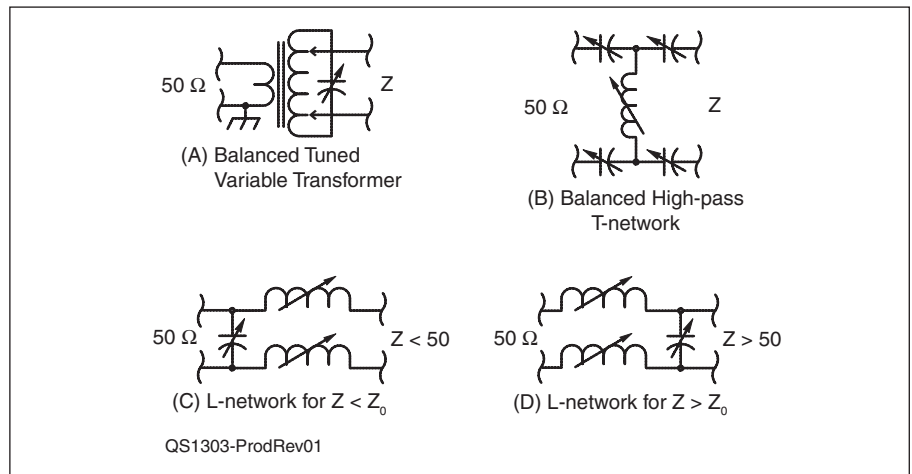 50 Ω
Z
(A) Balanced Tuned
Variable Transformer
50 Ω
Z
(B) Balanced High-pass
T-network
50 Ω
Z < 50
(C) L-network for Z < Z₀
50 Ω
Z > 50
(D) L-network for Z > Z₀
QS1303-ProdRev01